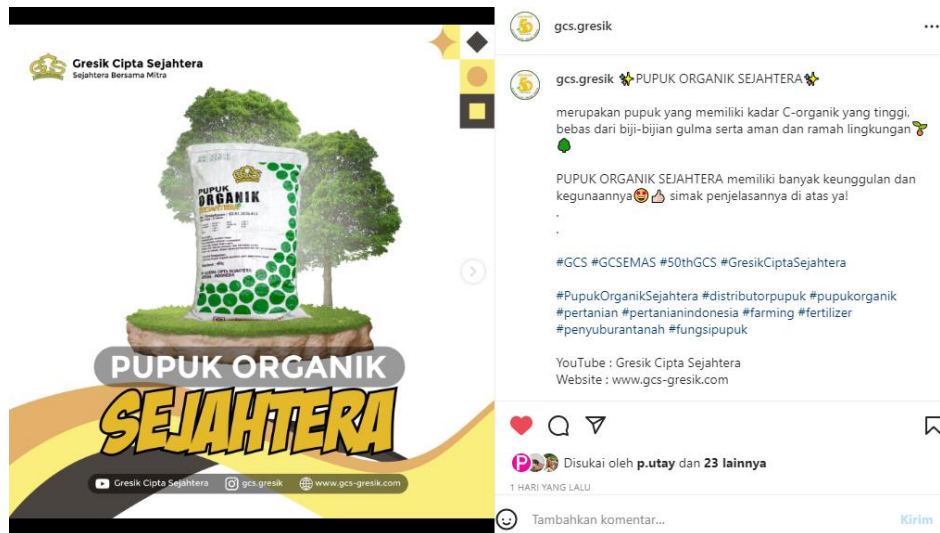 Gresik Cipta Sejahtera
Sejahtera Bersama Mitra
GCS
PUPUK
ORGANIK
SEJAHTERA
PUPUK ORGANIK
SEJAHTERA
Gresik Cipta Sejahtera gcs.gresik www.gcs-gresik.com
gcs.gresik
gcs.gresik ✨PUPUK ORGANIK SEJAHTERA✨
merupakan pupuk yang memiliki kadar C-organik yang tinggi,
bebas dari biji-bijian gulma serta aman dan ramah lingkungan🌱
🌳
PUPUK ORGANIK SEJAHTERA memiliki banyak keunggulan dan
kegunaannya😍👍 simak penjelasannya di atas ya!
.
.
#GCS #GCSEMAS #50thGCS #GresikCiptaSejahtera
#PupukOrganikSejahtera #distributorpupuk #pupukorganik
#pertanian #pertanianindonesia #farming #fertilizer
#penyuburantanah #fungsipupuk
YouTube : Gresik Cipta Sejahtera
Website : www.gcs-gresik.com
Disukai oleh p.utay dan 23 lainnya
1 HARI YANG LALU
Tambahkan komentar...
Kirim